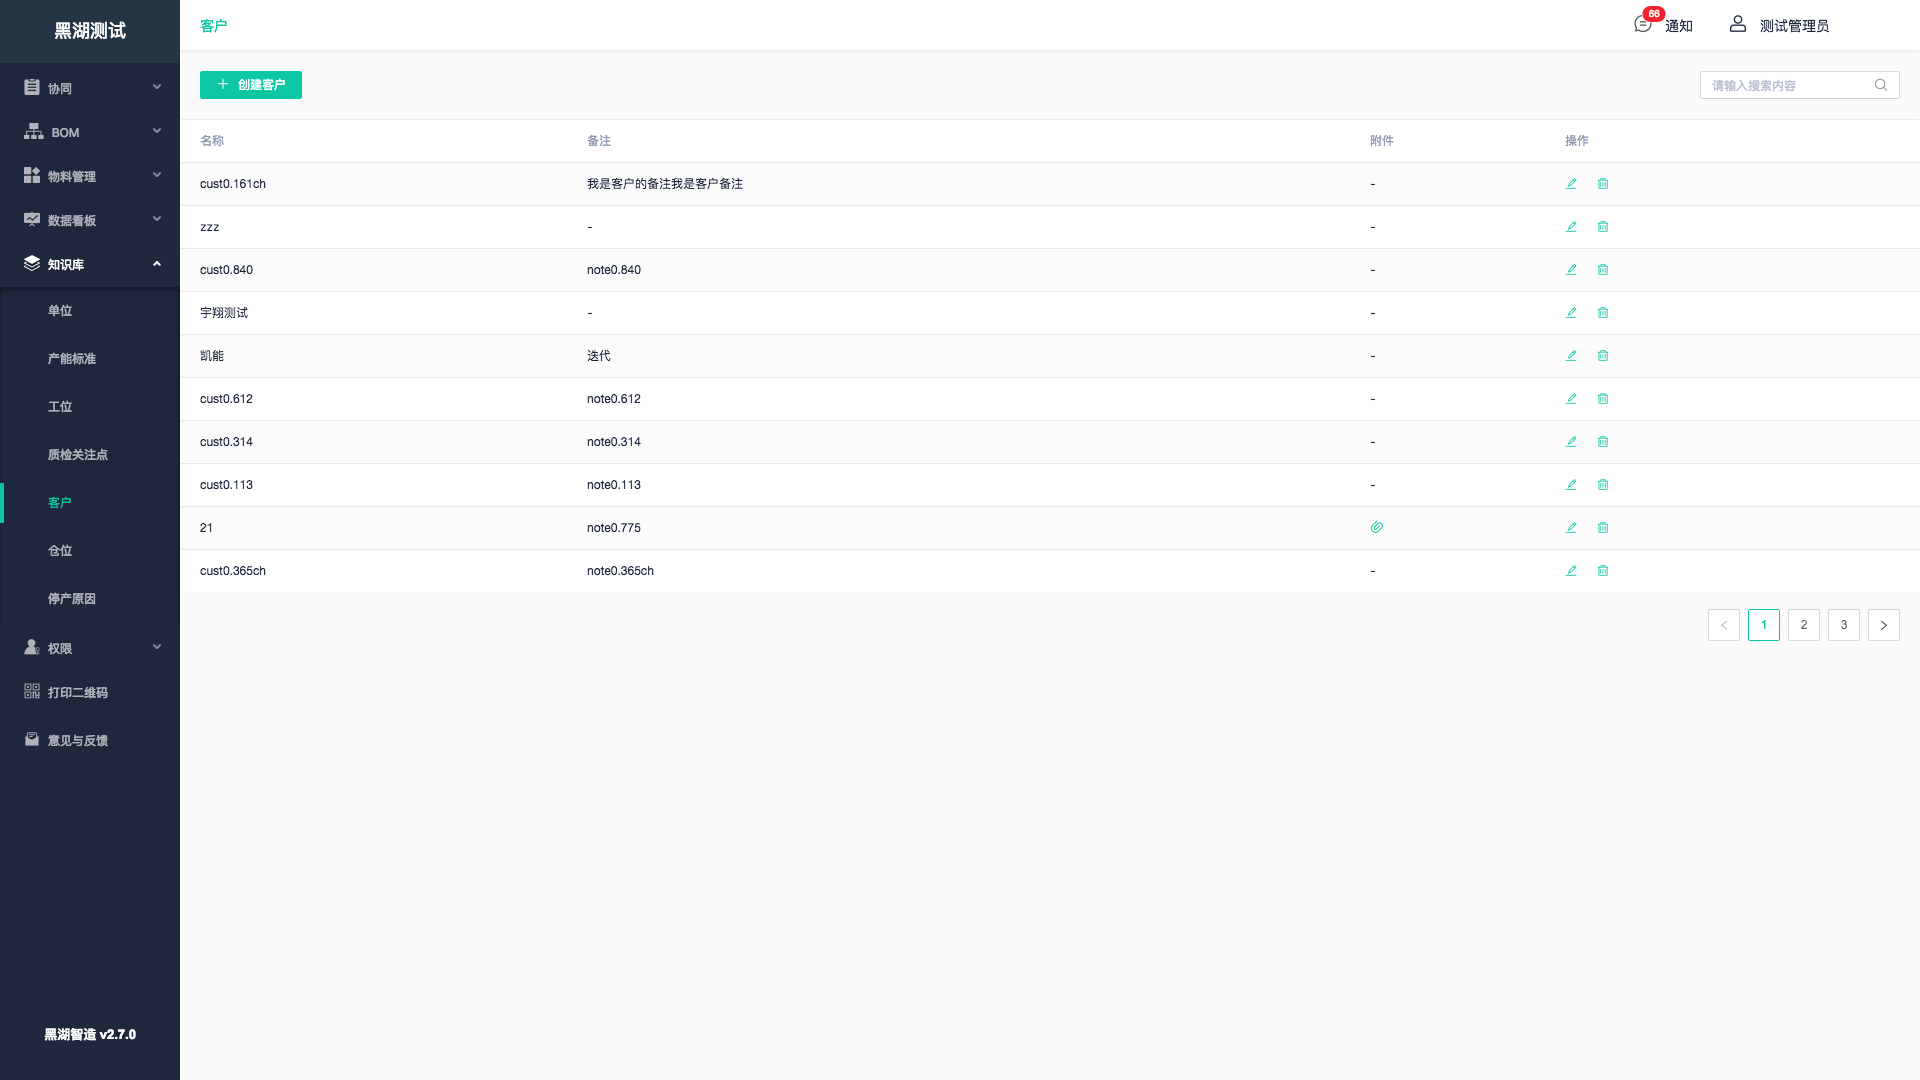 黑湖测试
客户
66
通知
测试管理员
协同
BOM
物料管理
数据看板
知识库
单位
产能标准
工位
质检关注点
客户
仓位
停产原因
权限
打印二维码
意见与反馈
黑湖智造 v2.7.0
创建客户
请输入搜索内容
名称 备注 附件 操作
cust0.161ch 我是客户的备注我是客户备注 -
zzz - -
cust0.840 note0.840 -
宇翔测试 - -
凯能 迭代 -
cust0.612 note0.612 -
cust0.314 note0.314 -
cust0.113 note0.113 -
21 note0.775
cust0.365ch note0.365ch -
< 1 2 3 >